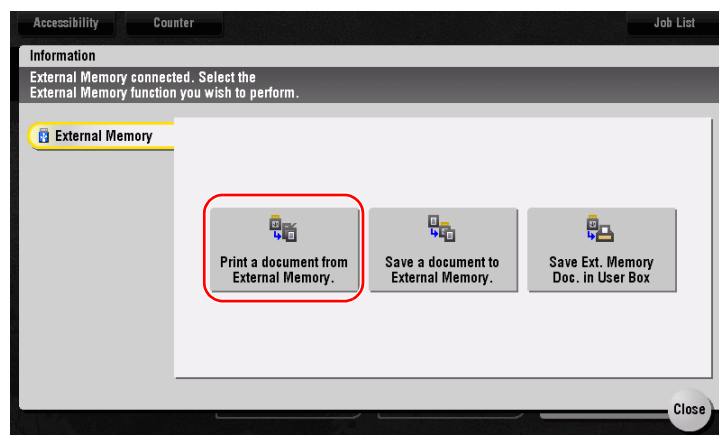 Accessibility Counter Job List
Information
External Memory connected. Select the
External Memory function you wish to perform.
External Memory
Print a document from
External Memory.
Save a document to
External Memory.
Save Ext. Memory
Doc. in User Box
Close